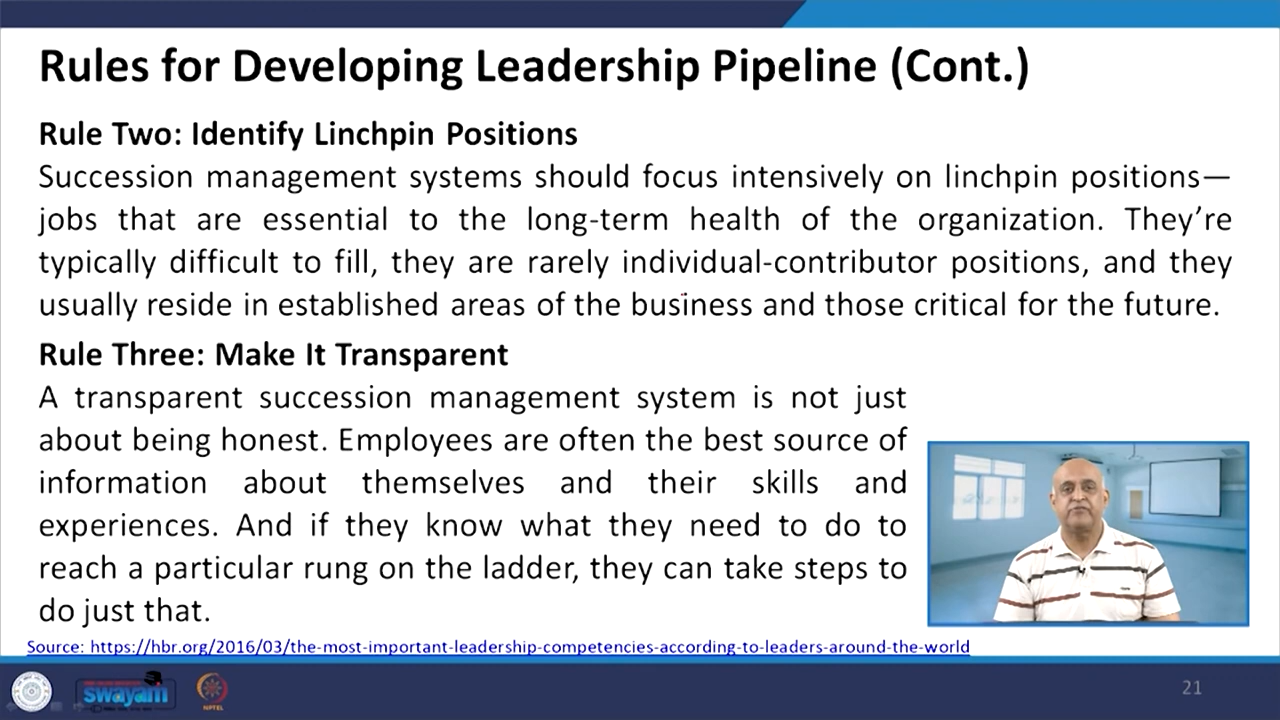 Rules for Developing Leadership Pipeline (Cont.)
Rule Two: Identify Linchpin Positions
Succession management systems should focus intensively on linchpin positions—
jobs that are essential to the long-term health of the organization. They’re
typically difficult to fill, they are rarely individual-contributor positions, and they
usually reside in established areas of the business and those critical for the future.
Rule Three: Make It Transparent
A transparent succession management system is not just
about being honest. Employees are often the best source of
information about themselves and their skills and
experiences. And if they know what they need to do to
reach a particular rung on the ladder, they can take steps to
do just that.
Source: https://hbr.org/2016/03/the-most-important-leadership-competencies-according-to-leaders-around-the-world
swayam
NPTEL
21